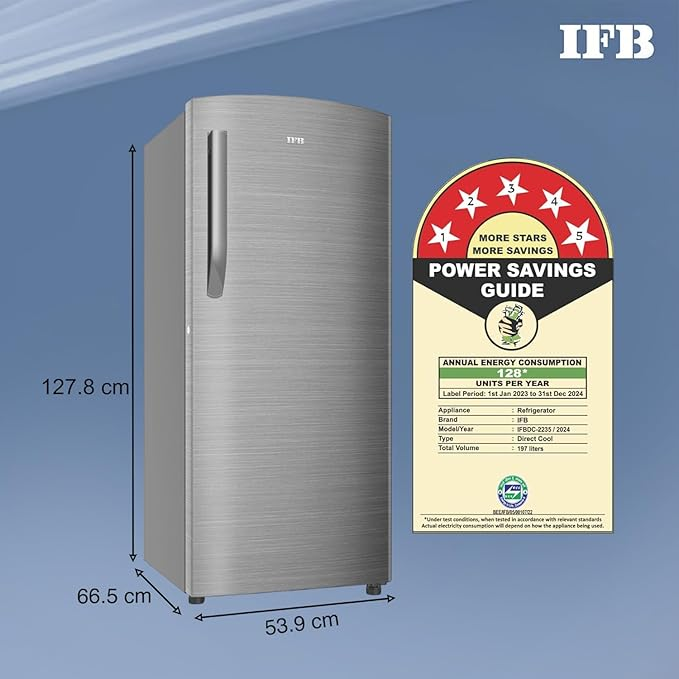 IFB
IFB
127.8 cm
66.5 cm
53.9 cm
1 2 3 4 5
MORE STARS
MORE SAVINGS
POWER SAVINGS
GUIDE
ANNUAL ENERGY CONSUMPTION
128*
UNITS PER YEAR
Label Period: 1st Jan 2023 to 31st Dec 2024
Appliance : Refrigerator
Brand : IFB
Model/Year : IFBDC-2235 / 2024
Type : Direct Cool
Total Volume : 197 liters
*Under test conditions, when tested in accordance with relevant standards
Actual electricity consumption will depend on how the appliance being used.